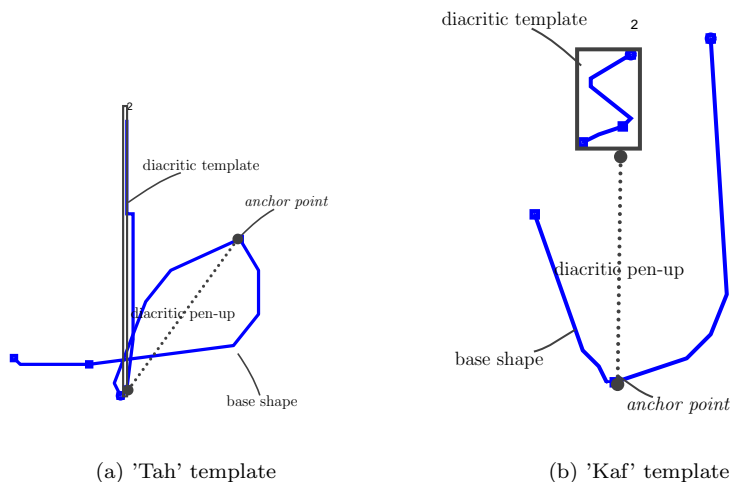 2
diacritic template
anchor point
diacritic pen-up
base shape
(a) 'Tah' template
diacritic template
2
diacritic pen-up
base shape
anchor point
(b) 'Kaf' template